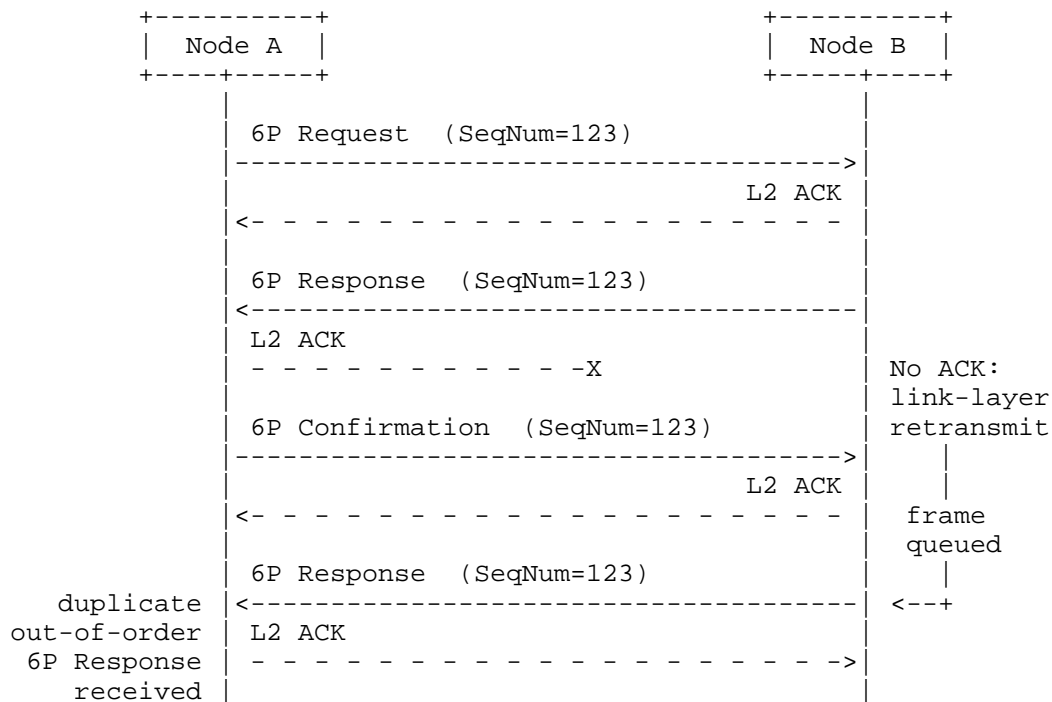 Node A Node B
6P Request (SeqNum=123)
L2 ACK
6P Response (SeqNum=123)
L2 ACK
X No ACK:
link-layer
6P Confirmation (SeqNum=123) retransmit
L2 ACK
frame
queued
6P Response (SeqNum=123)
duplicate
out-of-order L2 ACK
6P Response
received